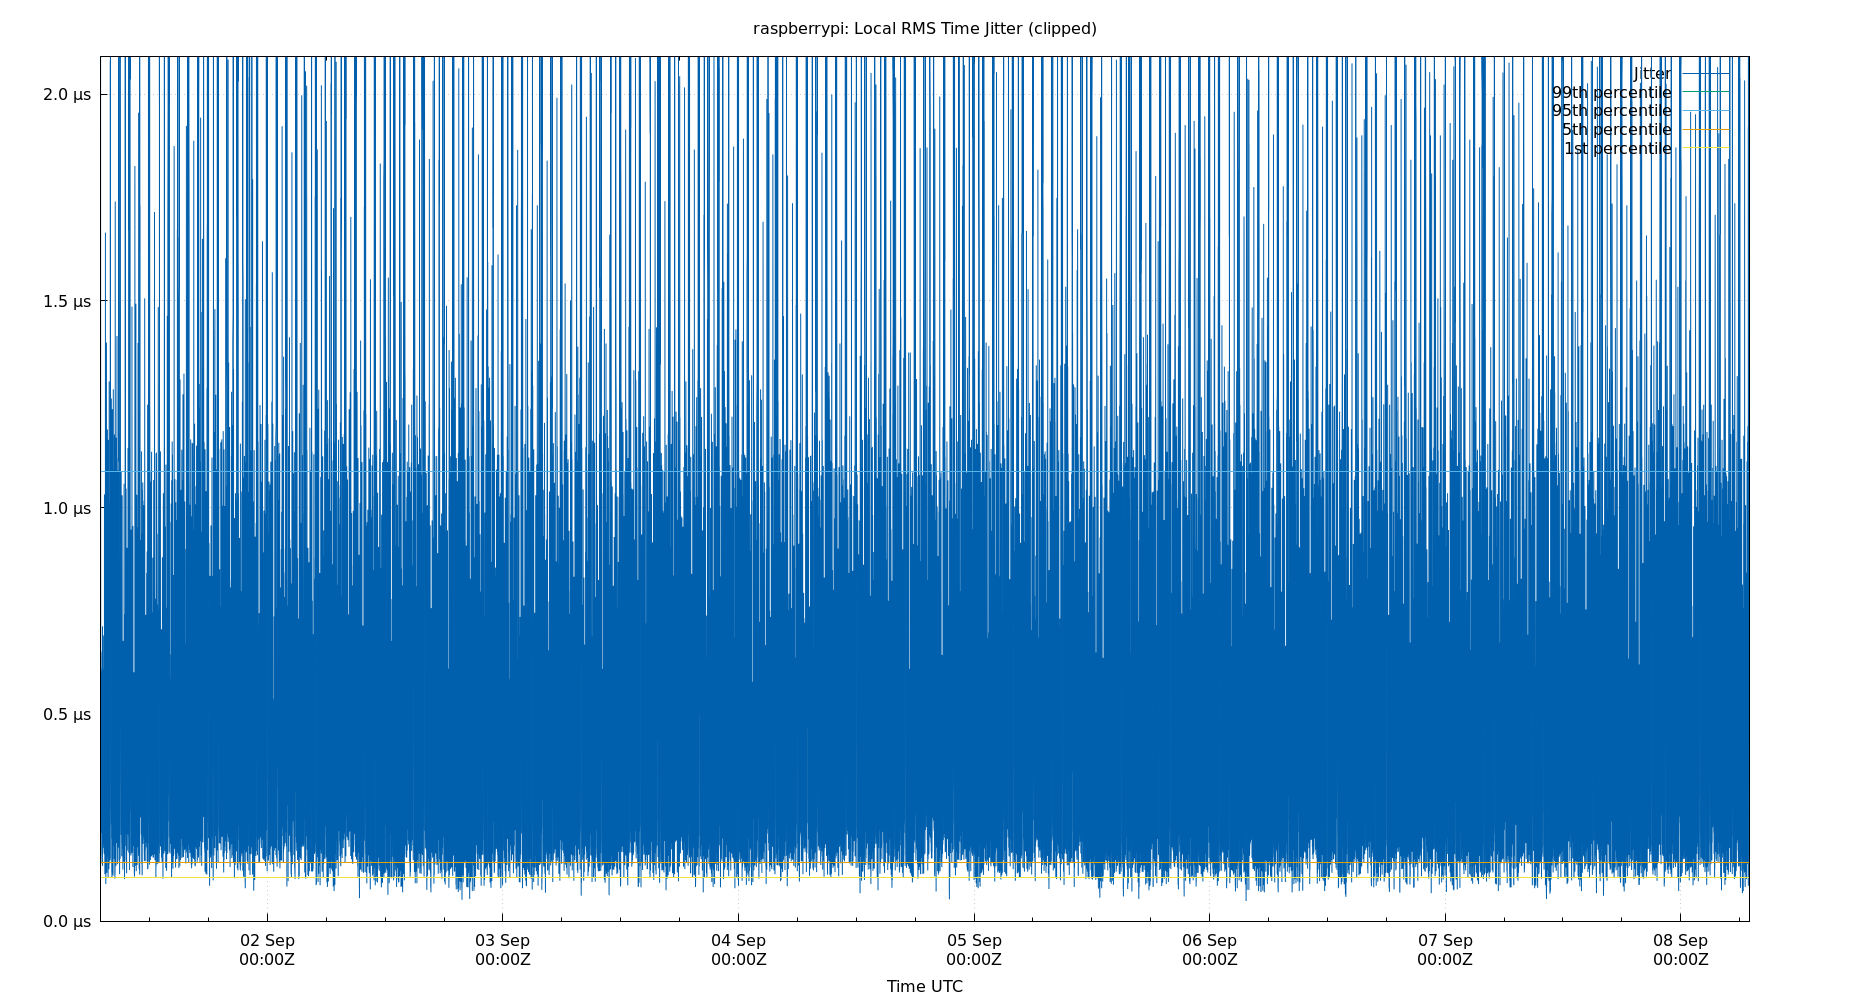 raspberrypi: Local RMS Time Jitter (clipped)
Jitter
99th percentile
95th percentile
5th percentile
1st percentile
2.0 µs
1.5 µs
1.0 µs
0.5 µs
0.0 µs
02 Sep 03 Sep 04 Sep 05 Sep 06 Sep 07 Sep 08 Sep
00:00Z 00:00Z 00:00Z 00:00Z 00:00Z 00:00Z 00:00Z
Time UTC